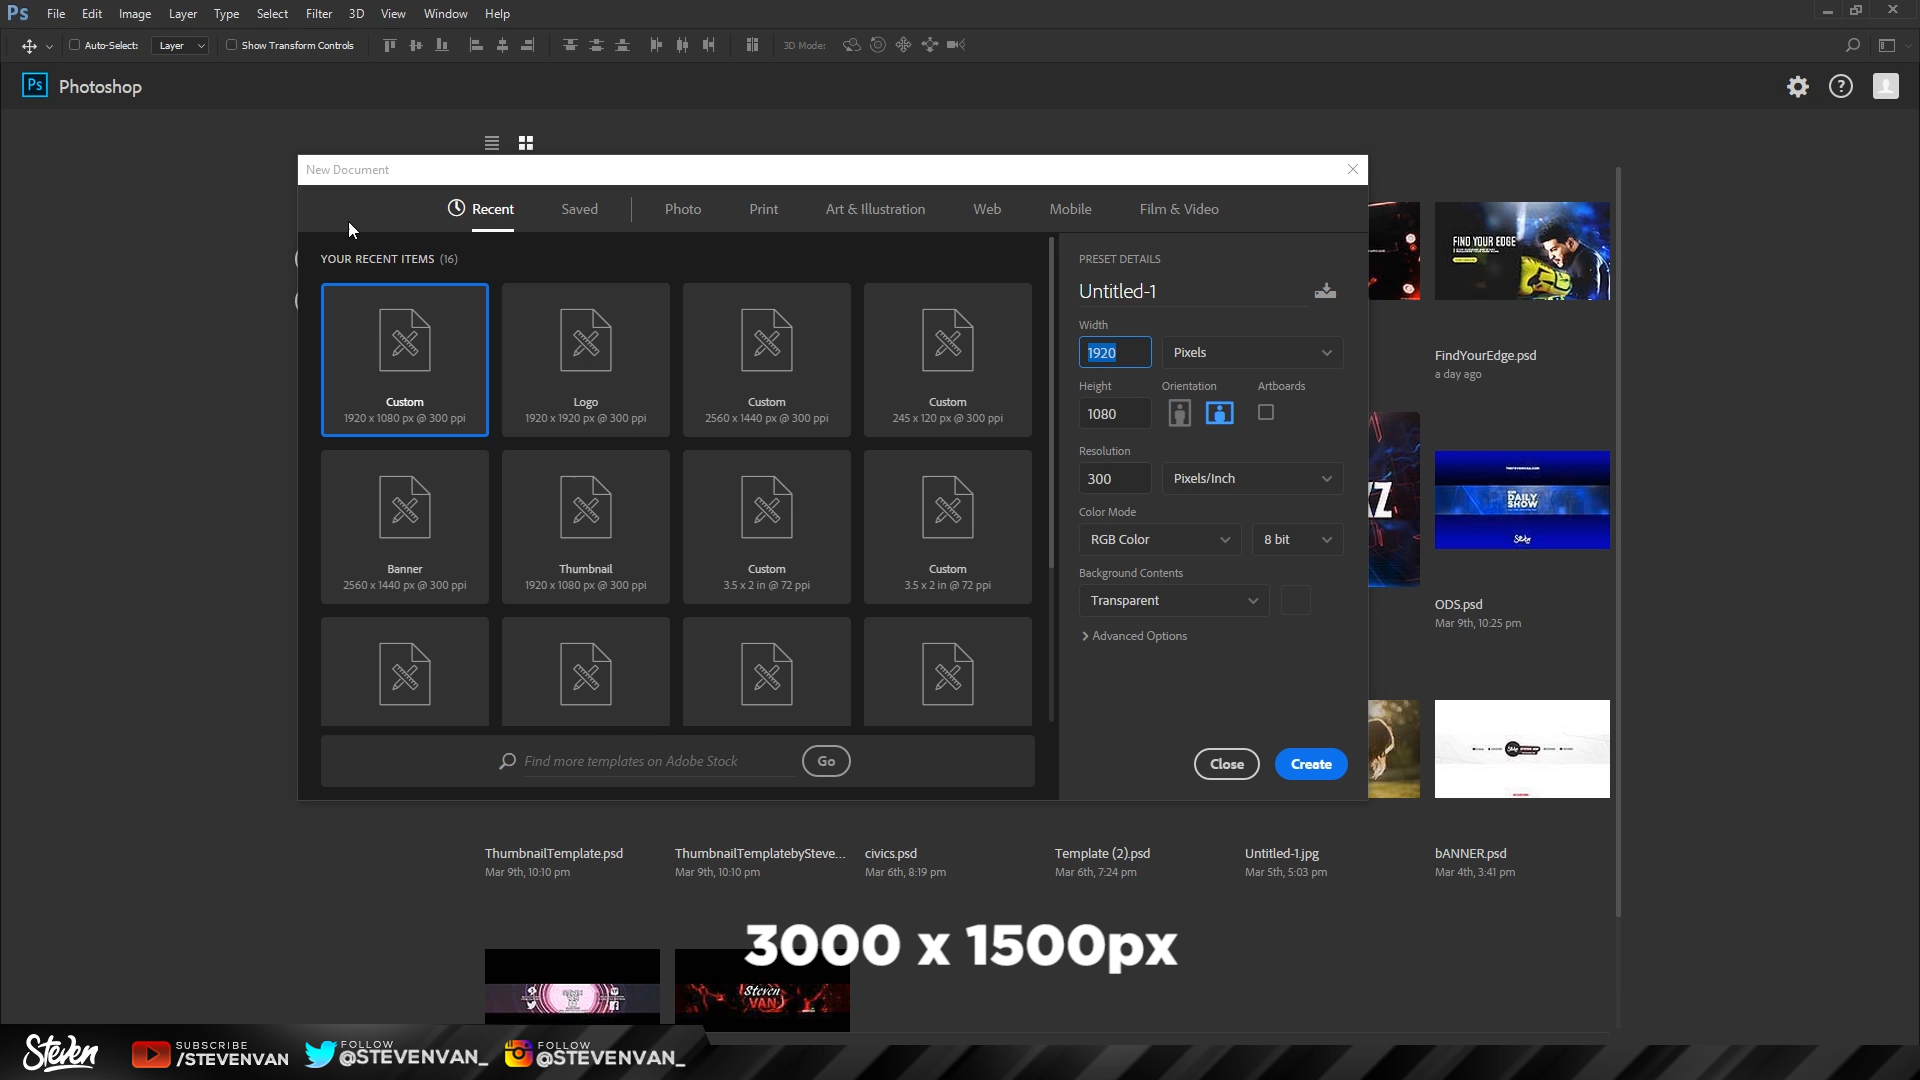 Ps File Edit Image Layer Type Select Filter 3D View Window Help
Auto-Select: Layer Show Transform Controls 3D Mode:
Ps Photoshop
New Document
Recent Saved Photo Print Art & Illustration Web Mobile Film & Video
YOUR RECENT ITEMS (16)
Custom
1920 x 1080 px @ 300 ppi
Logo
1920 x 1920 px @ 300 ppi
Custom
2560 x 1440 px @ 300 ppi
Custom
245 x 120 px @ 300 ppi
Banner
2560 x 1440 px @ 300 ppi
Thumbnail
1920 x 1080 px @ 300 ppi
Custom
3.5 x 2 in @ 72 ppi
Custom
3.5 x 2 in @ 72 ppi
Find more templates on Adobe Stock Go
PRESET DETAILS
Untitled-1
Width
1920 Pixels
Height Orientation Artboards
1080
Resolution
300 Pixels/Inch
Color Mode
RGB Color 8 bit
Background Contents
Transparent
Advanced Options
Close Create
FIND YOUR EDGE
FindYourEdge.psd
a day ago
DAILY
SHOW
ODS.psd
Mar 9th, 10:25 pm
ThumbnailTemplate.psd
Mar 9th, 10:10 pm
ThumbnailTemplatebySteve...
Mar 9th, 10:10 pm
civics.psd
Mar 6th, 8:19 pm
Template (2).psd
Mar 6th, 7:24 pm
Untitled-1.jpg
Mar 5th, 5:03 pm
bANNER.psd
Mar 4th, 3:41 pm
3000 x 1500px
Steven
VAN
Steven
SUBSCRIBE
/STEVENVAN
FOLLOW
@STEVENVAN_
FOLLOW
@STEVENVAN_